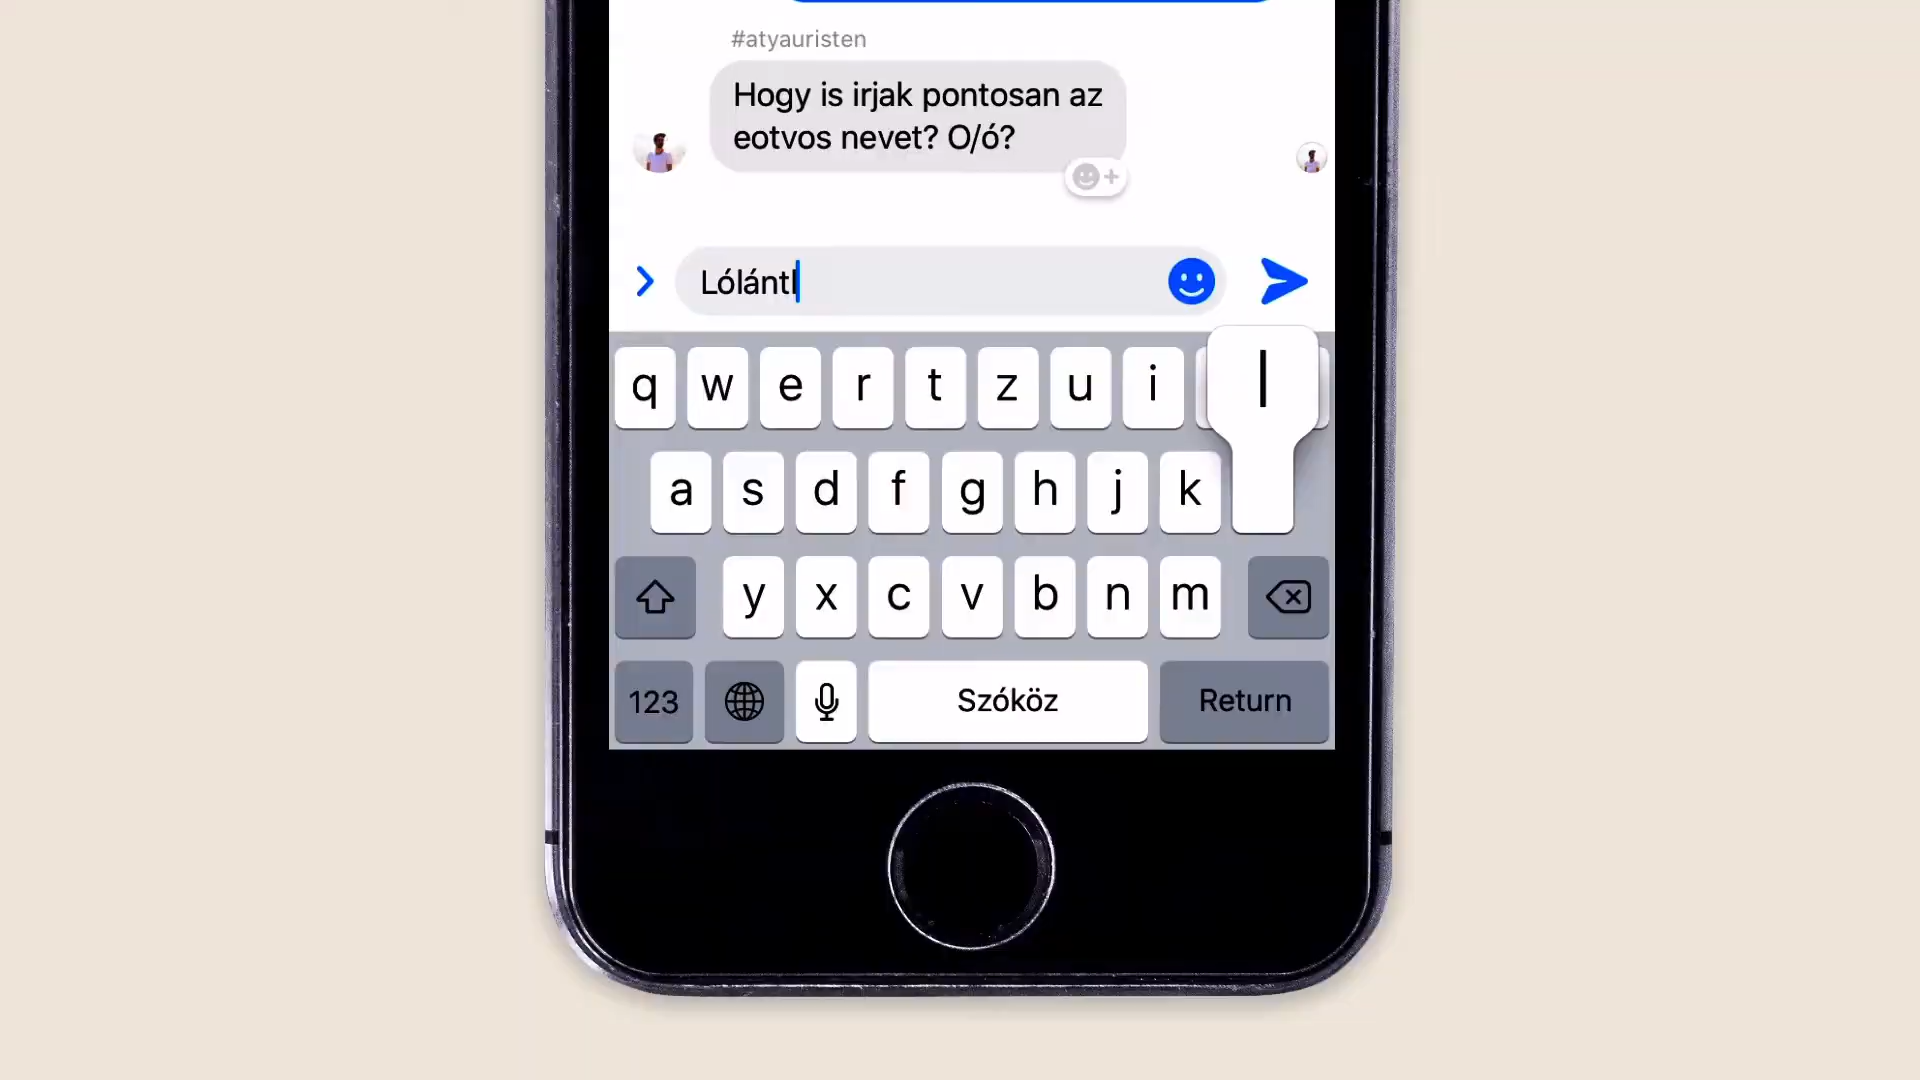 #atyauristen
Hogy is irjak pontosan az
eotvos nevet? O/ó?
Lólántl
q w e r t z u i
a s d f g h j k l
y x c v b n m
123 Szóköz Return